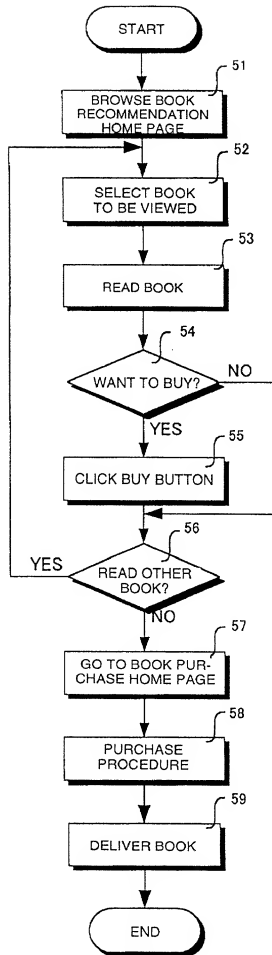 START
51
BROWSE BOOK
RECOMMENDATION
HOME PAGE
52
SELECT BOOK
TO BE VIEWED
53
READ BOOK
54
WANT TO BUY?
NO
YES
55
CLICK BUY BUTTON
56
YES
READ OTHER
BOOK?
NO
57
GO TO BOOK PUR-
CHASE HOME PAGE
58
PURCHASE
PROCEDURE
59
DELIVER BOOK
END